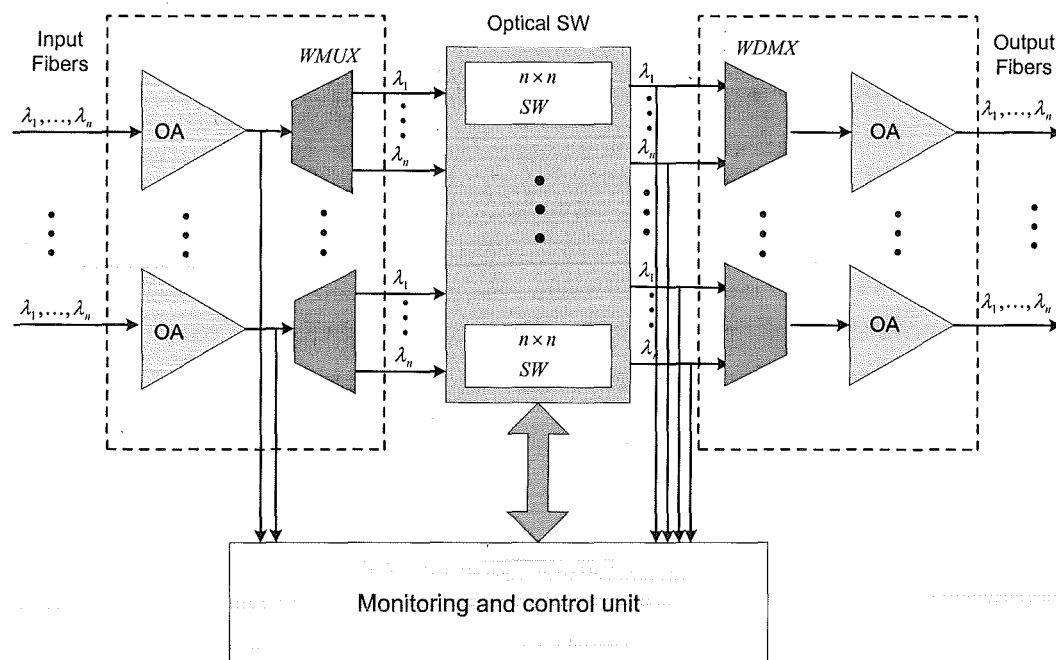 Optical SW
Input
Fibers
WMUX
WDMX
Output
Fibers
λ₁
n × n
SW
λ₁
λ₁,…,λₙ
OA
OA
λ₁,…,λₙ
λₙ
λₙ
λ₁
λ₁
λ₁,…,λₙ
OA
OA
λ₁,…,λₙ
n × n
SW
λₙ
λₙ
Monitoring and control unit